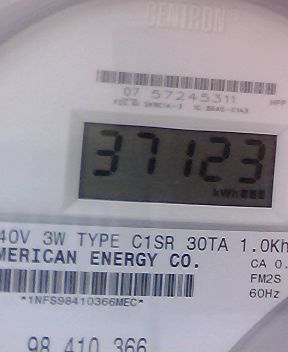 CENTRON
07 57245311
HPP
37123
kWh
40V 3W TYPE C1SR 30TA 1.0Kh
MERICAN ENERGY CO.
CA 0.
FM2S
*1NFS98410366MEC*
60Hz
98 410 366